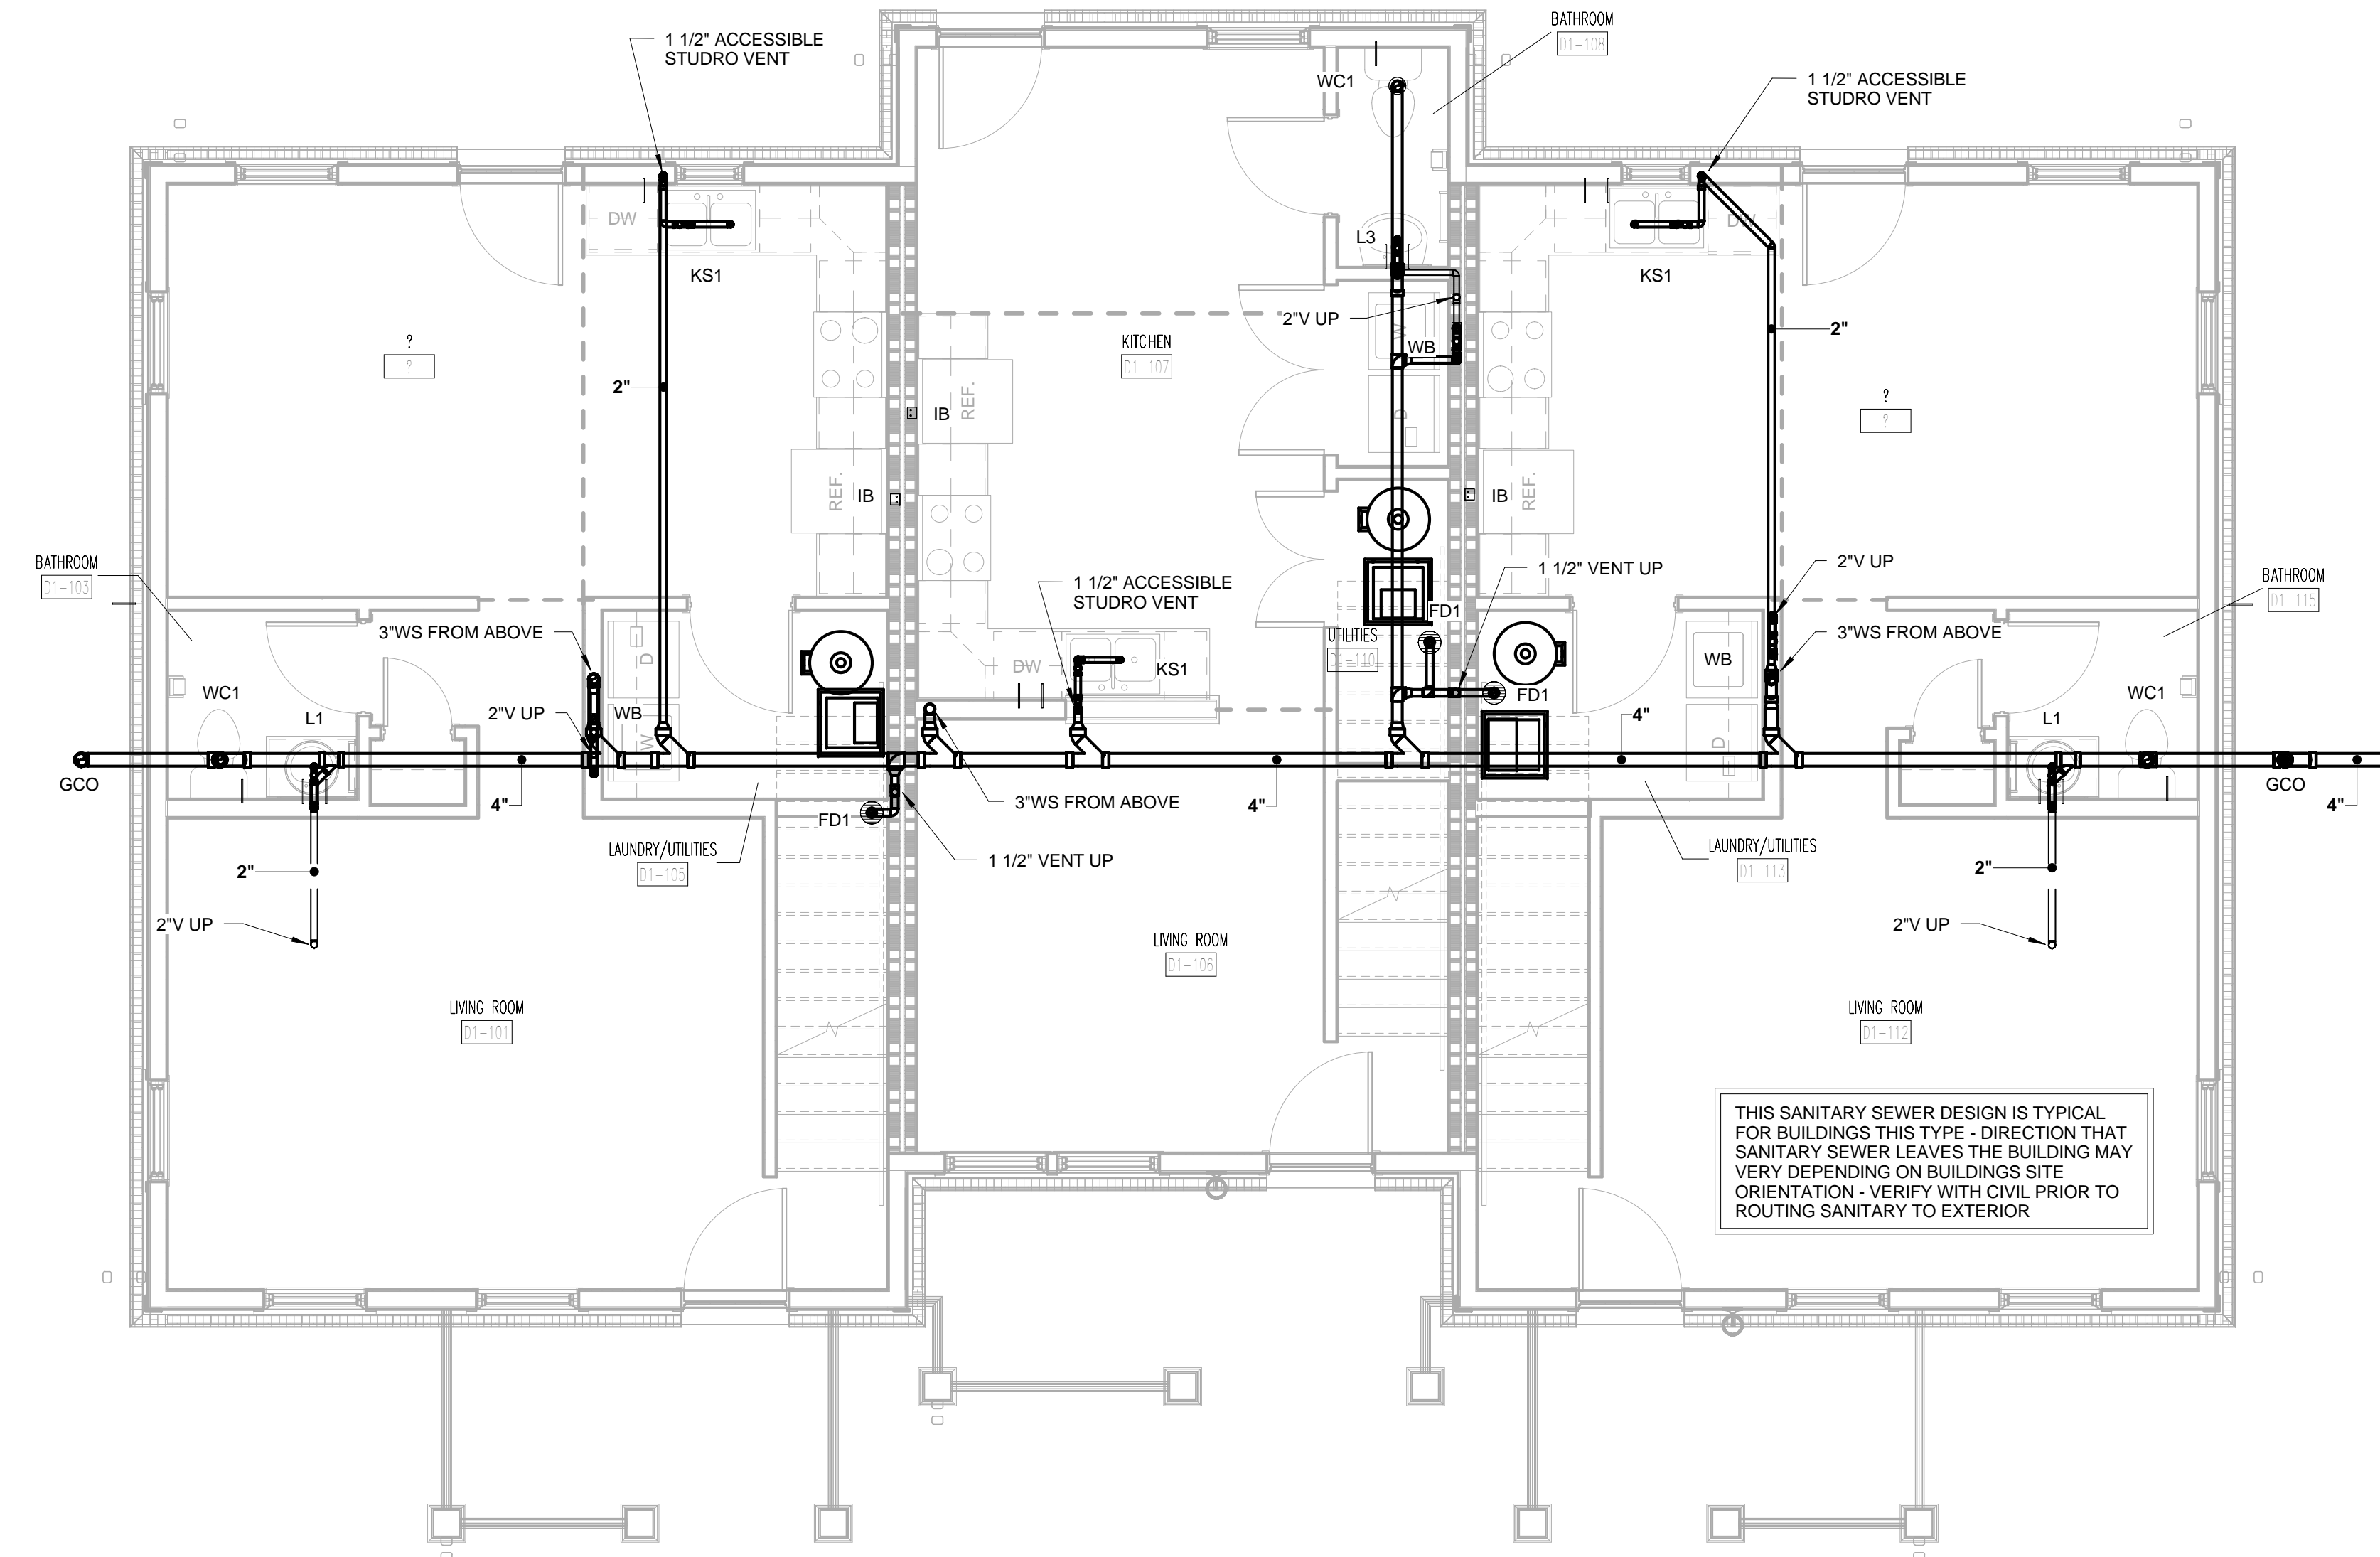 BATHROOM
D1-108
1 1/2" ACCESSIBLE
STUDRO VENT
WC1
1 1/2" ACCESSIBLE
STUDRO VENT
DW
KS1
L3
DW
KS1
2"V UP
W
WB
2"
?
?
KITCHEN
D1-107
2"
?
?
IB
REF.
D
REF.
IB
IB
REF.
BATHROOM
D1-103
1 1/2" ACCESSIBLE
STUDRO VENT
1 1/2" VENT UP
2"V UP
BATHROOM
D1-115
FD1
3"WS FROM ABOVE
UTILITIES
D1-110
3"WS FROM ABOVE
D
DW
KS1
WB
WC1
L1
2"V UP
WB
W
FD1
4"
WC1
L1
D
GCO
4"
3"WS FROM ABOVE
4"
GCO
4"
FD1
LAUNDRY/UTILITIES
D1-105
1 1/2" VENT UP
LAUNDRY/UTILITIES
D1-113
2"
2"
2"V UP
2"V UP
LIVING ROOM
D1-106
LIVING ROOM
D1-101
LIVING ROOM
D1-112
THIS SANITARY SEWER DESIGN IS TYPICAL
FOR BUILDINGS THIS TYPE - DIRECTION THAT
SANITARY SEWER LEAVES THE BUILDING MAY
VERY DEPENDING ON BUILDINGS SITE
ORIENTATION - VERIFY WITH CIVIL PRIOR TO
ROUTING SANITARY TO EXTERIOR